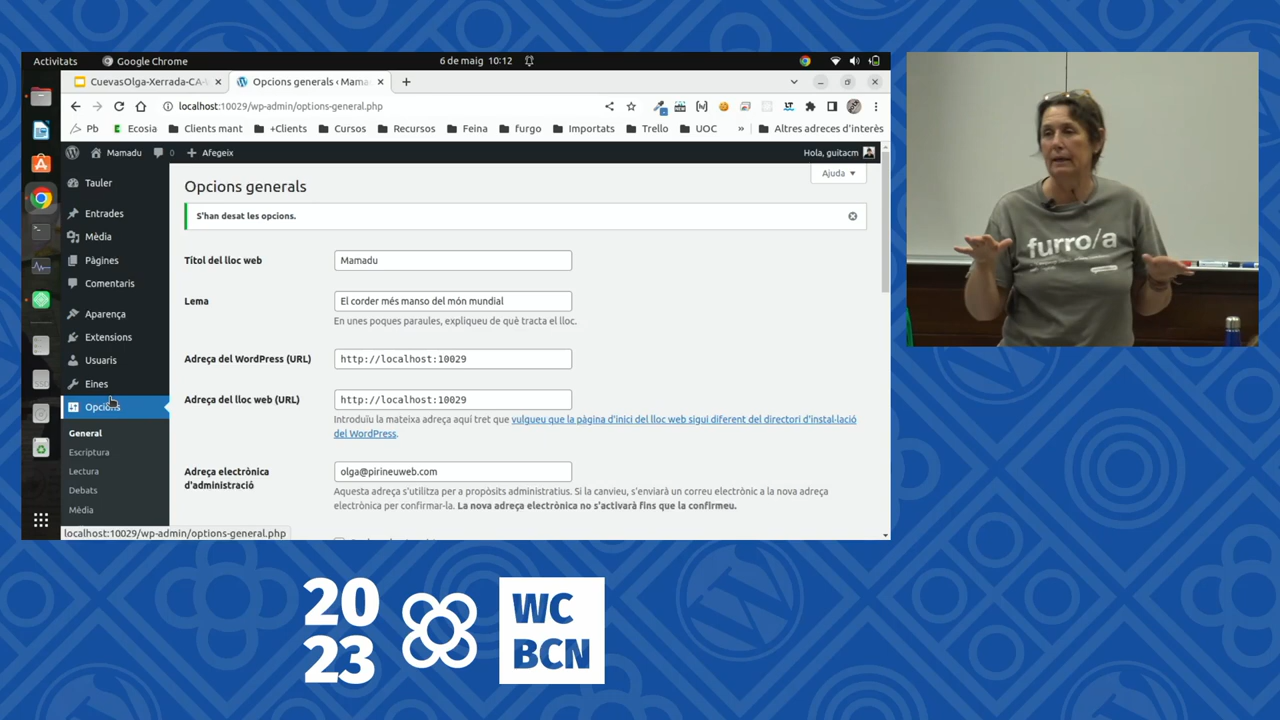 Activitats
Google Chrome
6 de maig 10:12
CuevasOlga-Xerrada-CA-
Opcions generals ‹ Mama
localhost:10029/wp-admin/options-general.php
Pb
Ecosia
Clients mant
+Clients
Cursos
Recursos
Feina
furgo
Importats
Trello
UOC
»
Altres adreces d'interès
Mamadu
0
Afegeix
Hola, guitacm
Tauler
Entrades
Mèdia
Pàgines
Comentaris
Aparença
Extensions
Usuaris
Eines
Opcions
General
Escriptura
Lectura
Debats
Mèdia
localhost:10029/wp-admin/options-general.php
Ajuda
Opcions generals
S'han desat les opcions.
Títol del lloc web
Mamadu
Lema
El corder més manso del món mundial
En unes poques paraules, expliqueu de què tracta el lloc.
Adreça del WordPress (URL)
http://localhost:10029
Adreça del lloc web (URL)
http://localhost:10029
Introduïu la mateixa adreça aquí tret que vulgueu que la pàgina d'inici del lloc web sigui diferent del directori d'instal·lació
del WordPress.
Adreça electrònica
d'administració
olga@pirineuweb.com
Aquesta adreça s'utilitza per a propòsits administratius. Si la canvieu, s'enviarà un correu electrònic a la nova adreça
electrònica per confirmar-la. La nova adreça electrònica no s'activarà fins que la confirmeu.
furro/a
20
23
WC
BCN